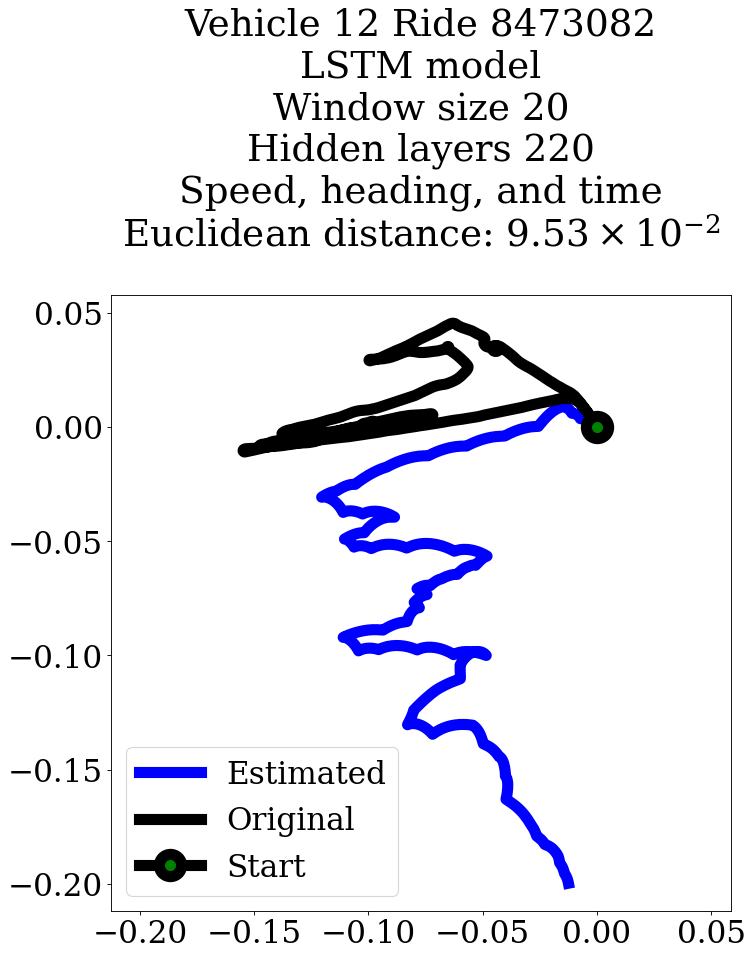 Vehicle 12 Ride 8473082
LSTM model
Window size 20
Hidden layers 220
Speed, heading, and time
Euclidean distance: 9.53 × 10⁻²
0.05
0.00
−0.05
−0.10
−0.15
−0.20
Estimated
Original
Start
−0.20 −0.15 −0.10 −0.05 0.00 0.05